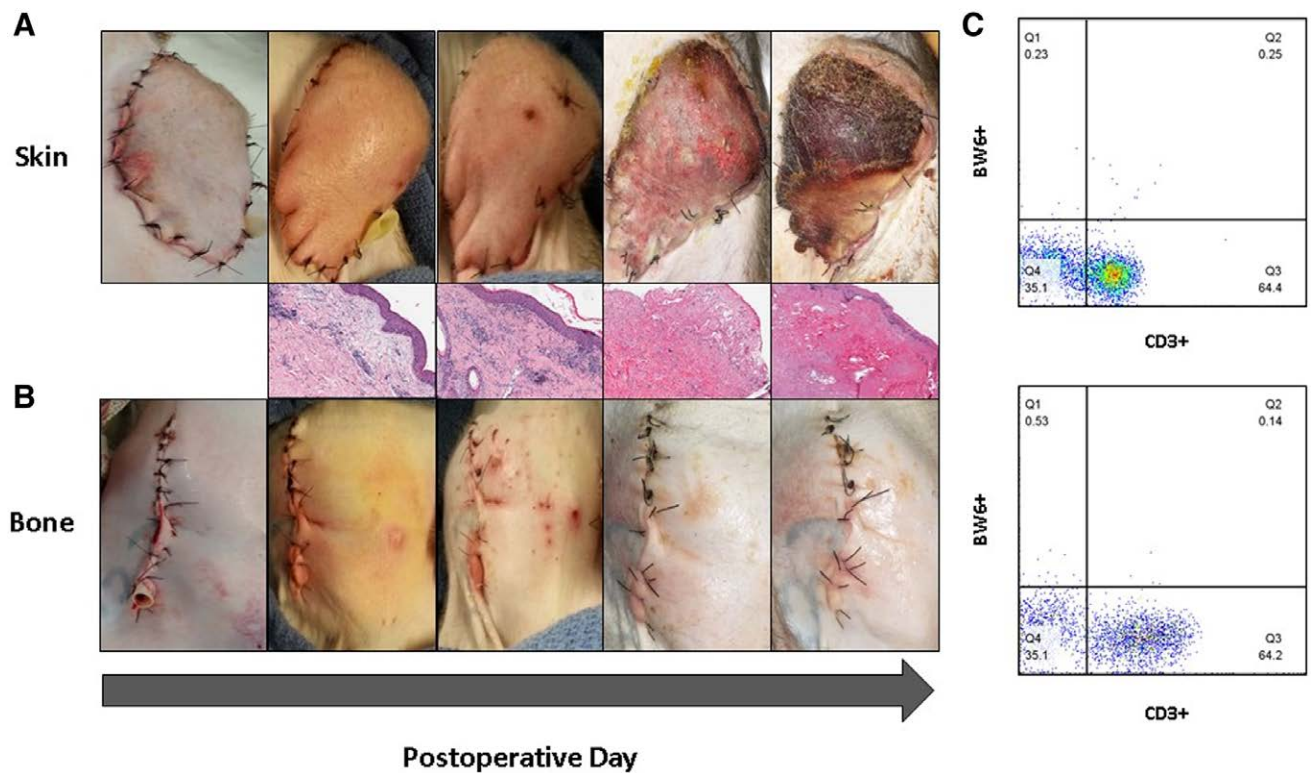 A
Skin
B
Bone
Postoperative Day
C
Q1
0.23
Q2
0.25
BW6+
Q4
35.1
Q3
64.4
CD3+
Q1
0.53
Q2
0.14
BW6+
Q4
35.1
Q3
64.2
CD3+